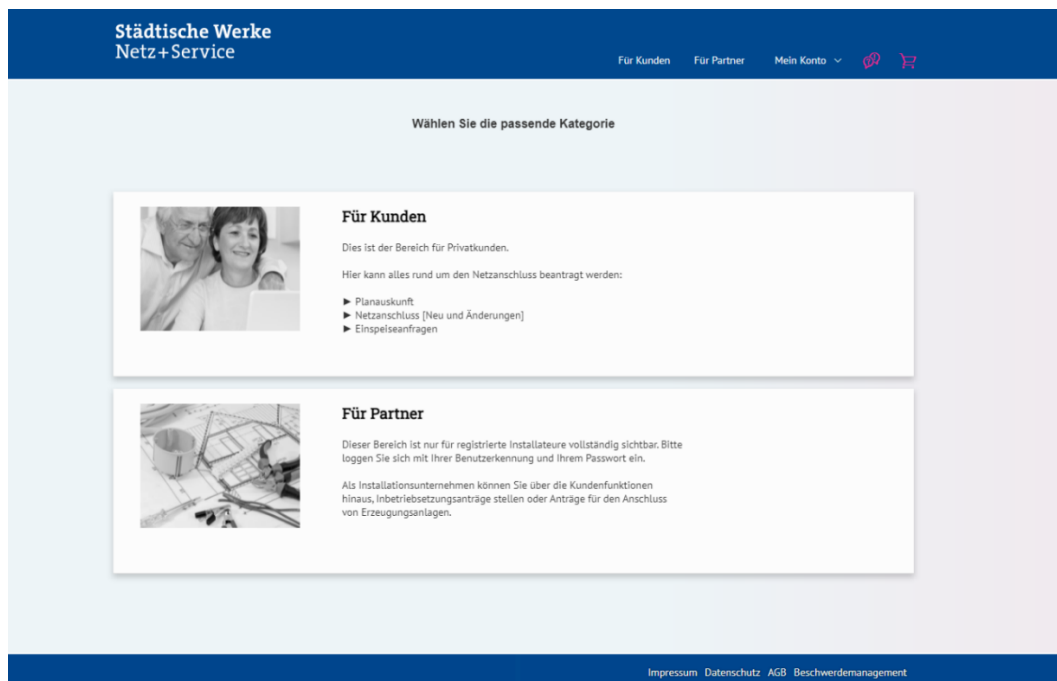 Städtische Werke
Netz+Service
Für Kunden Für Partner Mein Konto
Wählen Sie die passende Kategorie
Für Kunden
Dies ist der Bereich für Privatkunden.
Hier kann alles rund um den Netzanschluss beantragt werden:
► Planauskunft
► Netzanschluss [Neu und Änderungen]
► Einspeiseanfragen
Für Partner
Dieser Bereich ist nur für registrierte Installateure vollständig sichtbar. Bitte
loggen Sie sich mit Ihrer Benutzerkennung und Ihrem Passwort ein.
Als Installationsunternehmen können Sie über die Kundenfunktionen
hinaus, Inbetriebsetzungsanträge stellen oder Anträge für den Anschluss
von Erzeugungsanlagen.
Impressum Datenschutz AGB Beschwerdemanagement